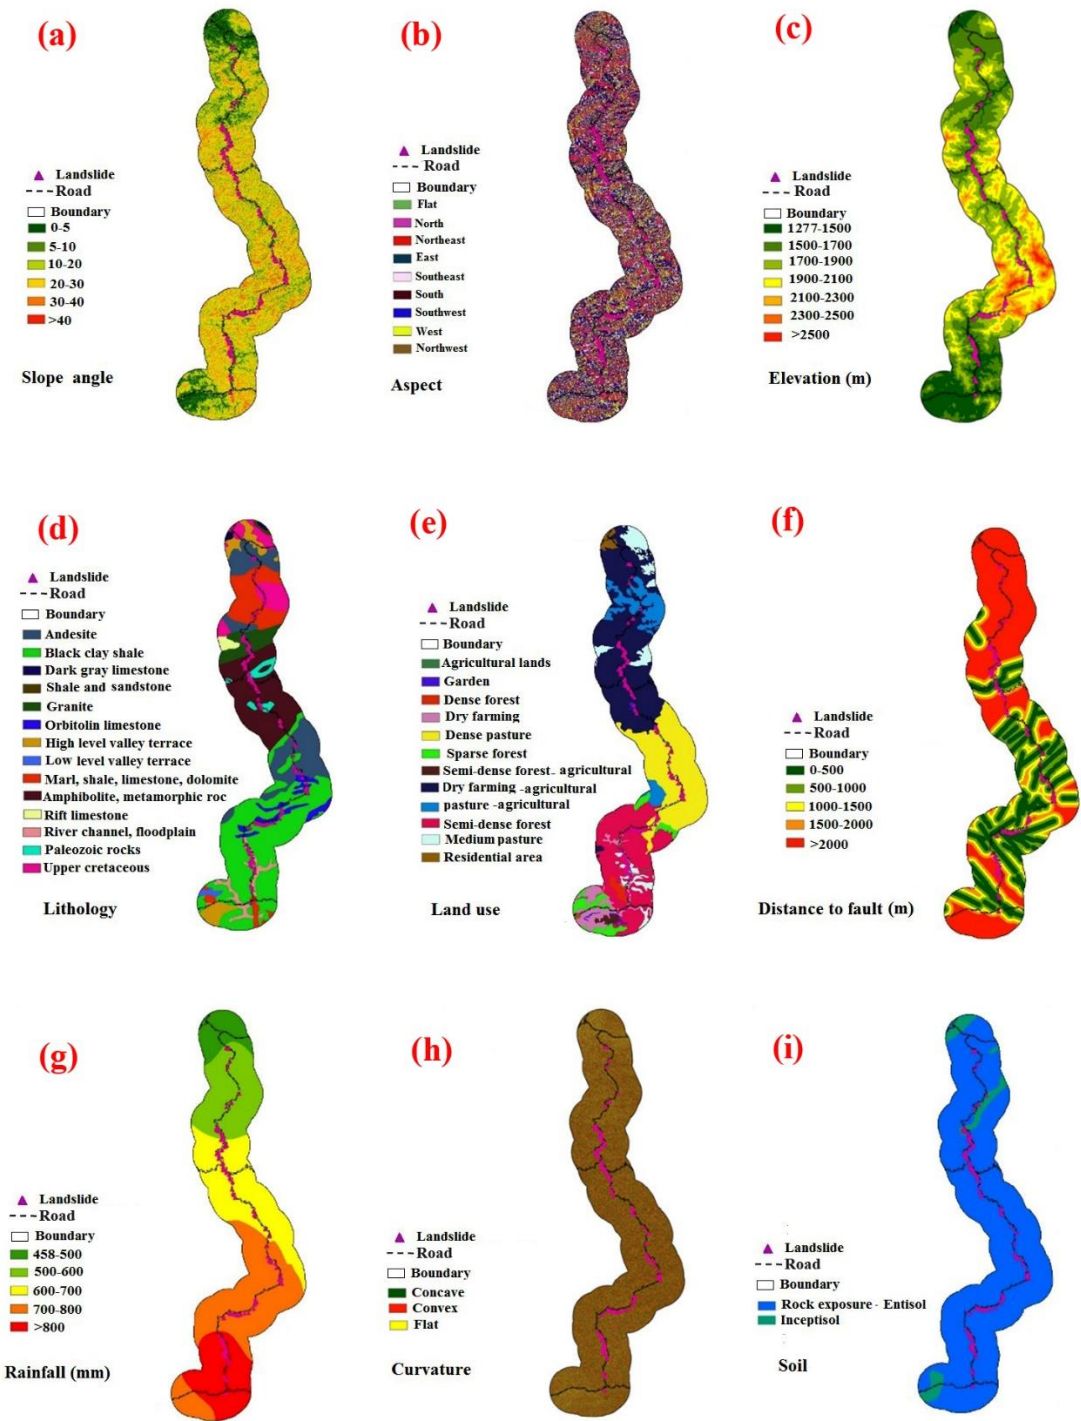 (a)
Landslide
Road
Boundary
0-5
5-10
10-20
20-30
30-40
>40
Slope angle
(b)
Landslide
Road
Boundary
Flat
North
Northeast
East
Southeast
South
Southwest
West
Northwest
Aspect
(c)
Landslide
Road
Boundary
1277-1500
1500-1700
1700-1900
1900-2100
2100-2300
2300-2500
>2500
Elevation (m)
(d)
Landslide
Road
Boundary
Andesite
Black clay shale
Dark gray limestone
Shale and sandstone
Granite
Orbitolin limestone
High level valley terrace
Low level valley terrace
Marl, shale, limestone, dolomite
Amphibolite, metamorphic roc
Rift limestone
River channel, floodplain
Paleozoic rocks
Upper cretaceous
Lithology
(e)
Landslide
Road
Boundary
Agricultural lands
Garden
Dense forest
Dry farming
Dense pasture
Sparse forest
Semi-dense forest- agricultural
Dry farming -agricultural
pasture -agricultural
Semi-dense forest
Medium pasture
Residential area
Land use
(f)
Landslide
Road
Boundary
0-500
500-1000
1000-1500
1500-2000
>2000
Distance to fault (m)
(g)
Landslide
Road
Boundary
458-500
500-600
600-700
700-800
>800
Rainfall (mm)
(h)
Landslide
Road
Boundary
Concave
Convex
Flat
Curvature
(i)
Landslide
Road
Boundary
Rock exposure - Entisol
Inceptisol
Soil